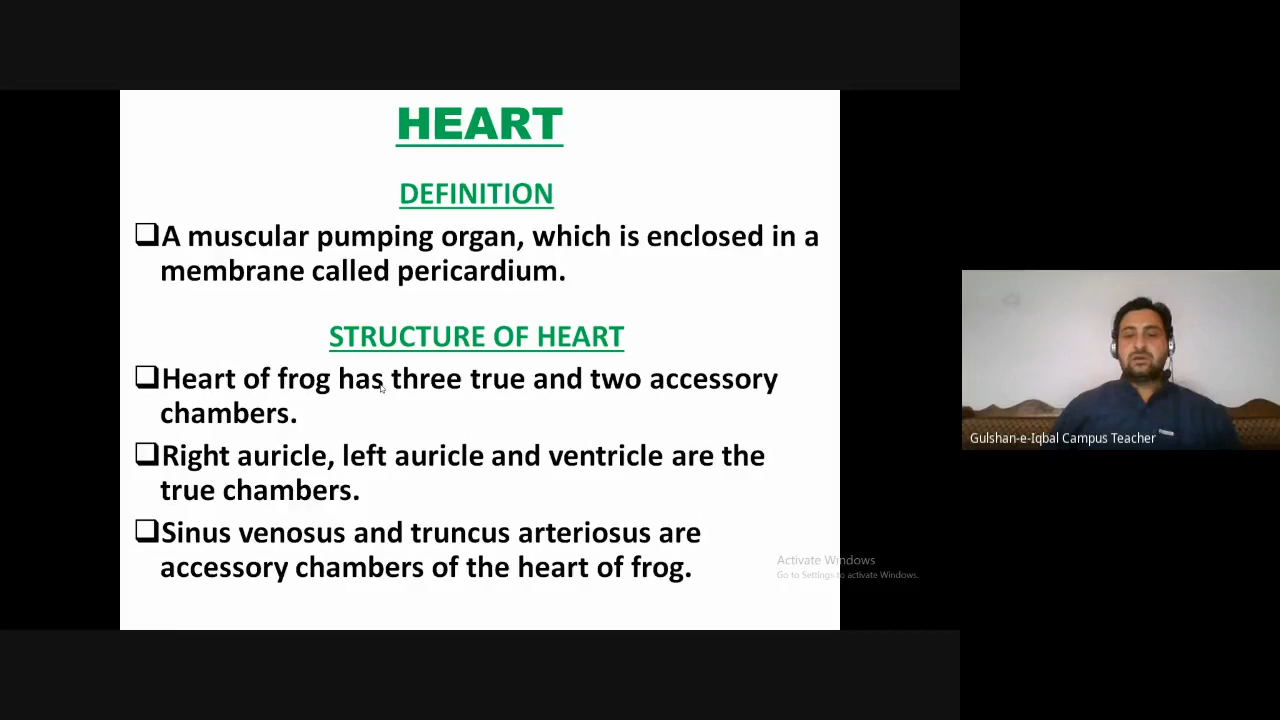 HEART
DEFINITION
❑A muscular pumping organ, which is enclosed in a
membrane called pericardium.
STRUCTURE OF HEART
❑Heart of frog has three true and two accessory
chambers.
❑Right auricle, left auricle and ventricle are the
true chambers.
❑Sinus venosus and truncus arteriosus are
accessory chambers of the heart of frog.
Activate Windows
Go to Settings to activate Windows.
Gulshan-e-Iqbal Campus Teacher